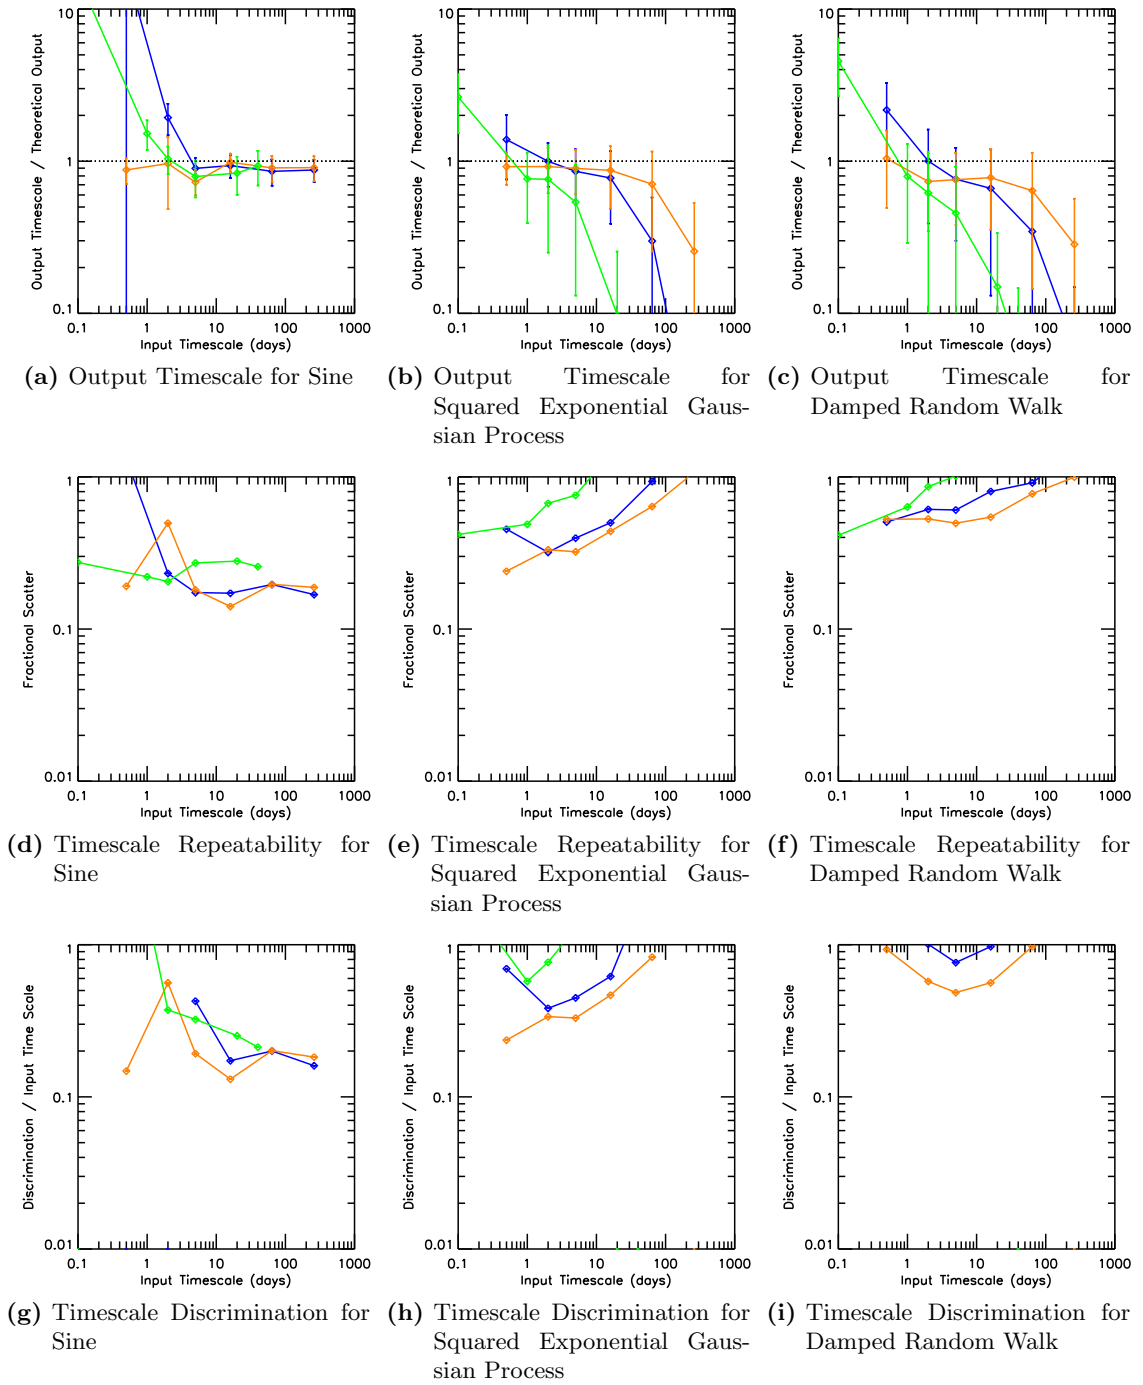 10
1
0.1
Output Timescale / Theoretical Output
0.1 1 10 100 1000
Input Timescale (days)
(a) Output Timescale for Sine
10
1
0.1
Output Timescale / Theoretical Output
0.1 1 10 100 1000
Input Timescale (days)
(b) Output Timescale for
Squared Exponential Gaus-
sian Process
10
1
0.1
Output Timescale / Theoretical Output
0.1 1 10 100 1000
Input Timescale (days)
(c) Output Timescale for
Damped Random Walk
1
0.1
0.01
Fractional Scatter
0.1 1 10 100 1000
Input Timescale (days)
(d) Timescale Repeatability for
Sine
1
0.1
0.01
Fractional Scatter
0.1 1 10 100 1000
Input Timescale (days)
(e) Timescale Repeatability for
Squared Exponential Gaus-
sian Process
1
0.1
0.01
Fractional Scatter
0.1 1 10 100 1000
Input Timescale (days)
(f) Timescale Repeatability for
Damped Random Walk
1
0.1
0.01
Discrimination / Input Time Scale
0.1 1 10 100 1000
Input Timescale (days)
(g) Timescale Discrimination for
Sine
1
0.1
0.01
Discrimination / Input Time Scale
0.1 1 10 100 1000
Input Timescale (days)
(h) Timescale Discrimination for
Squared Exponential Gaus-
sian Process
1
0.1
0.01
Discrimination / Input Time Scale
0.1 1 10 100 1000
Input Timescale (days)
(i) Timescale Discrimination for
Damped Random Walk